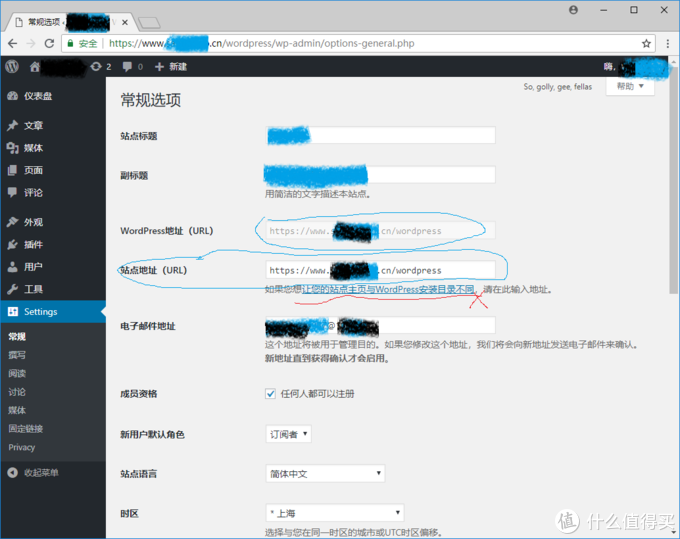 常规选项 ‹
安全 https://www. .cn/wordpress/wp-admin/options-general.php
2 0 新建 嗨,
So, golly, gee, fellas 帮助
仪表盘
文章
媒体
页面
评论
外观
插件
用户
工具
Settings
常规
撰写
阅读
讨论
媒体
固定链接
Privacy
收起菜单
常规选项
站点标题
副标题
用简洁的文字描述本站点。
WordPress地址（URL） https://www. .cn/wordpress
站点地址（URL） https://www. .cn/wordpress
如果您想让您的站点主页与WordPress安装目录不同，请在此输入地址。
电子邮件地址 @
这个地址将被用于管理目的。如果您修改这个地址，我们将会向新地址发送电子邮件来确认。
新地址直到获得确认才会启用。
成员资格 任何人都可以注册
新用户默认角色 订阅者
站点语言 简体中文
时区 * 上海
选择与您在同一时区的城市或UTC时区偏移。
值 什么值得买